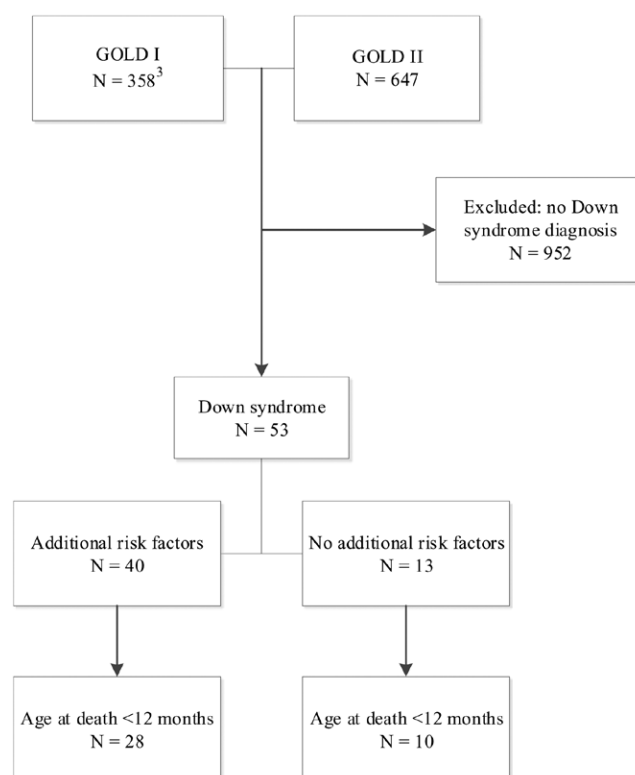 GOLD I
N = 358³
GOLD II
N = 647
Excluded: no Down
syndrome diagnosis
N = 952
Down syndrome
N = 53
Additional risk factors
N = 40
No additional risk factors
N = 13
Age at death <12 months
N = 28
Age at death <12 months
N = 10